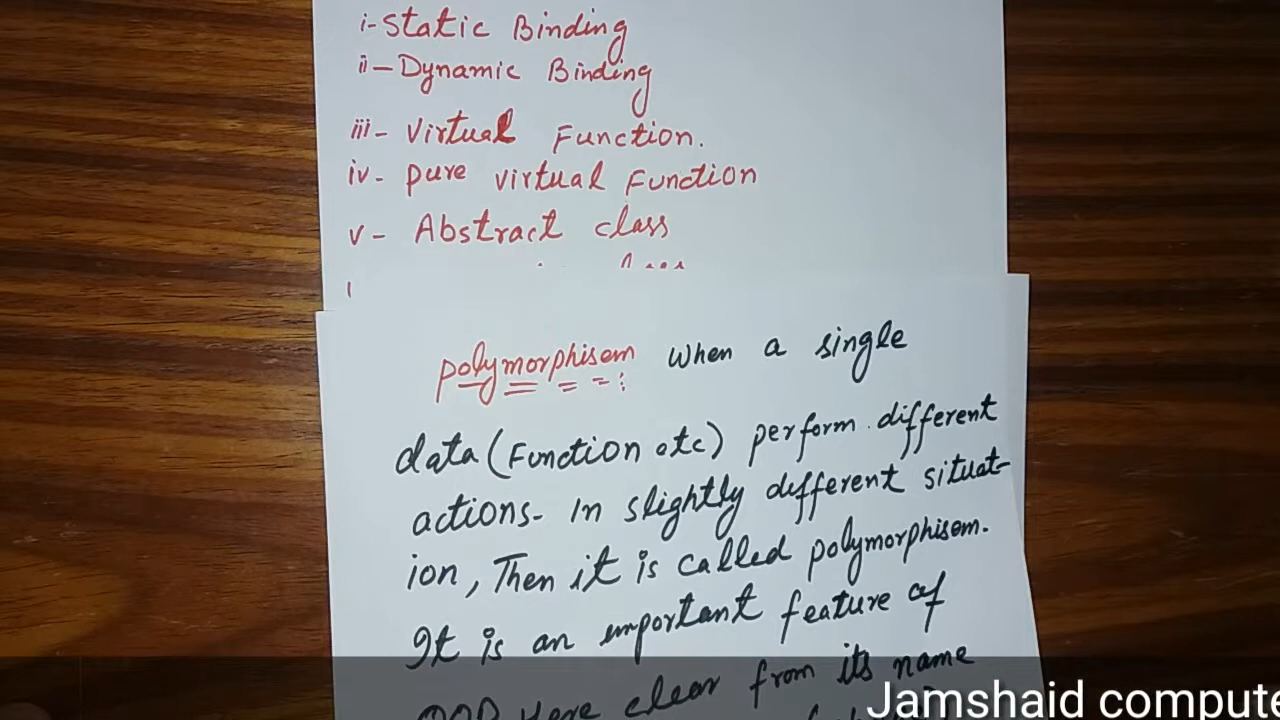 i- Static Binding
ii- Dynamic Binding
iii- Virtual Function.
iv- pure virtual Function
v- Abstract class
polymorphisem when a single
data (Function etc) perform different
actions- In slightly different situat-
ion, Then it is called polymorphisem.
It is an important feature of
OOP Here clear from its name
Jamshaid compute